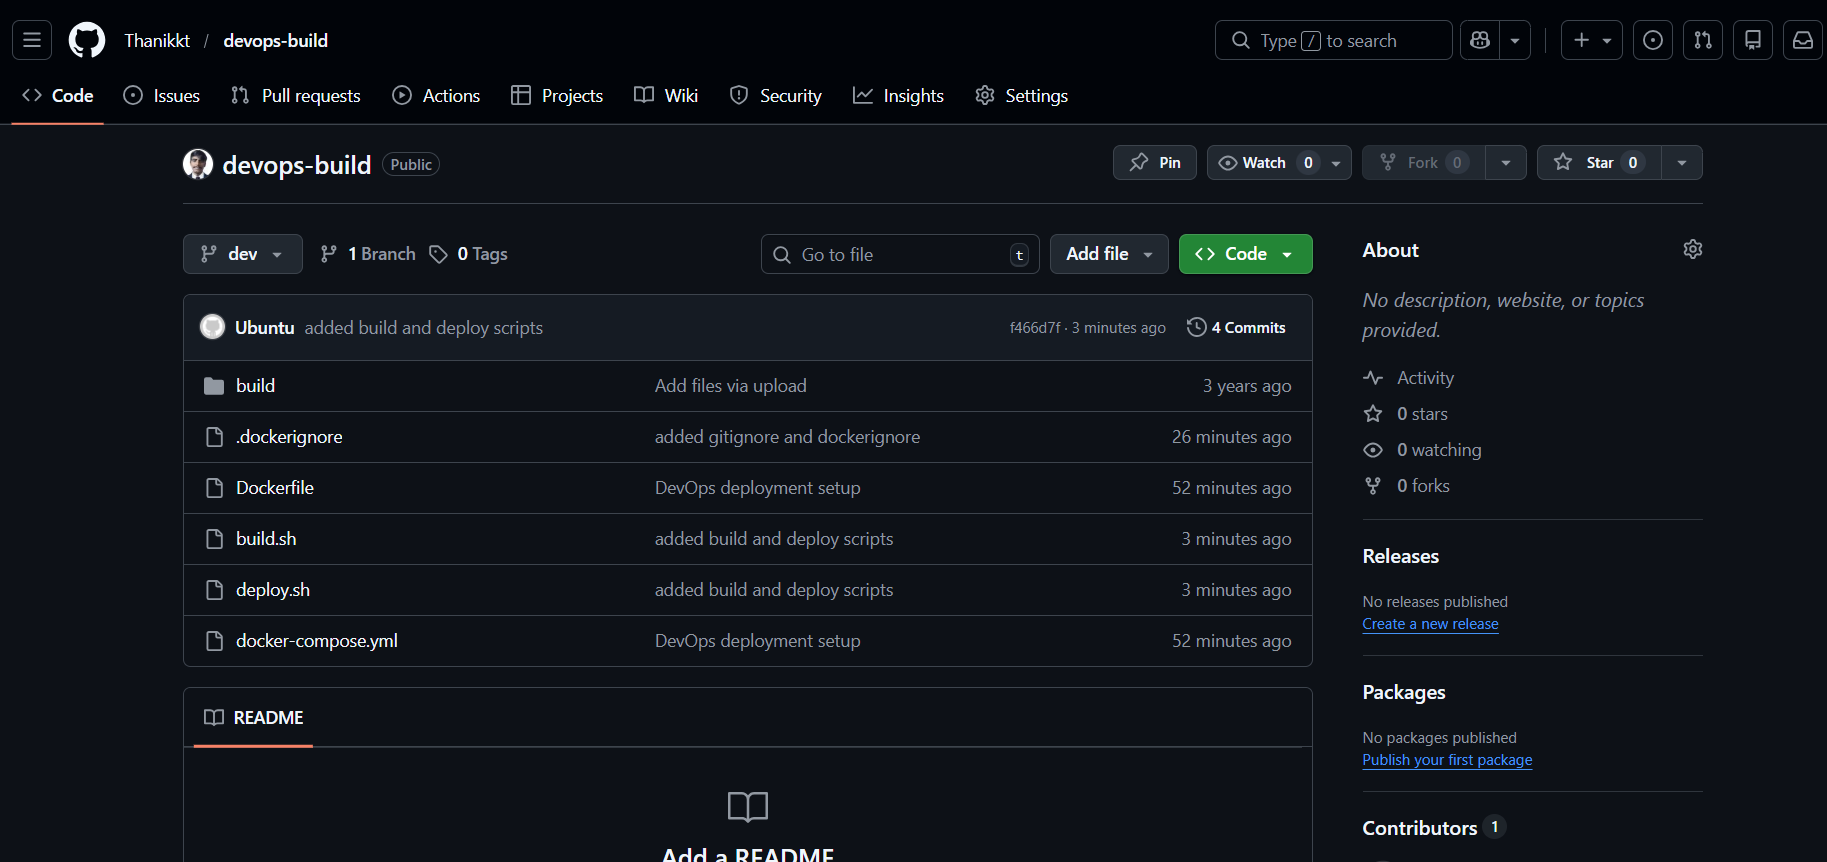 Thanikkt / devops-build
Type / to search
Code
Issues
Pull requests
Actions
Projects
Wiki
Security
Insights
Settings
devops-build Public
Pin
Watch 0
Fork 0
Star 0
dev
1 Branch
0 Tags
Go to file t
Add file
Code
Ubuntu added build and deploy scripts f466d7f · 3 minutes ago 4 Commits
build Add files via upload 3 years ago
.dockerignore added gitignore and dockerignore 26 minutes ago
Dockerfile DevOps deployment setup 52 minutes ago
build.sh added build and deploy scripts 3 minutes ago
deploy.sh added build and deploy scripts 3 minutes ago
docker-compose.yml DevOps deployment setup 52 minutes ago
README
Add a README
About
No description, website, or topics
provided.
Activity
0 stars
0 watching
0 forks
Releases
No releases published
Create a new release
Packages
No packages published
Publish your first package
Contributors 1